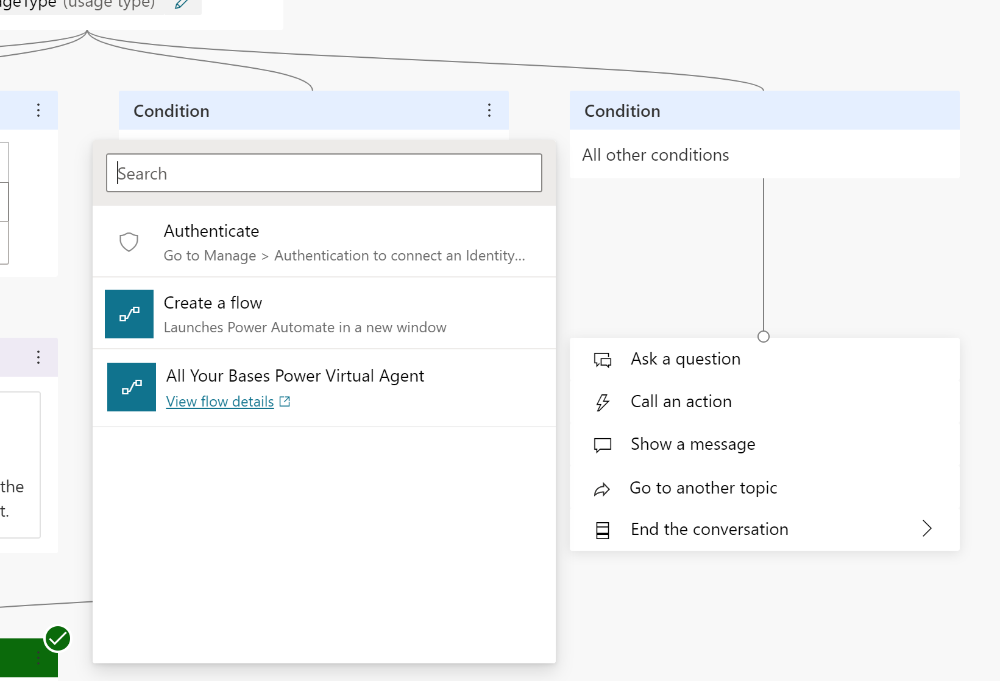 (usage type)
Condition
Condition
All other conditions
Search
Authenticate
Go to Manage > Authentication to connect an Identity...
Create a flow
Launches Power Automate in a new window
All Your Bases Power Virtual Agent
View flow details
Ask a question
Call an action
Show a message
Go to another topic
End the conversation
the
t.